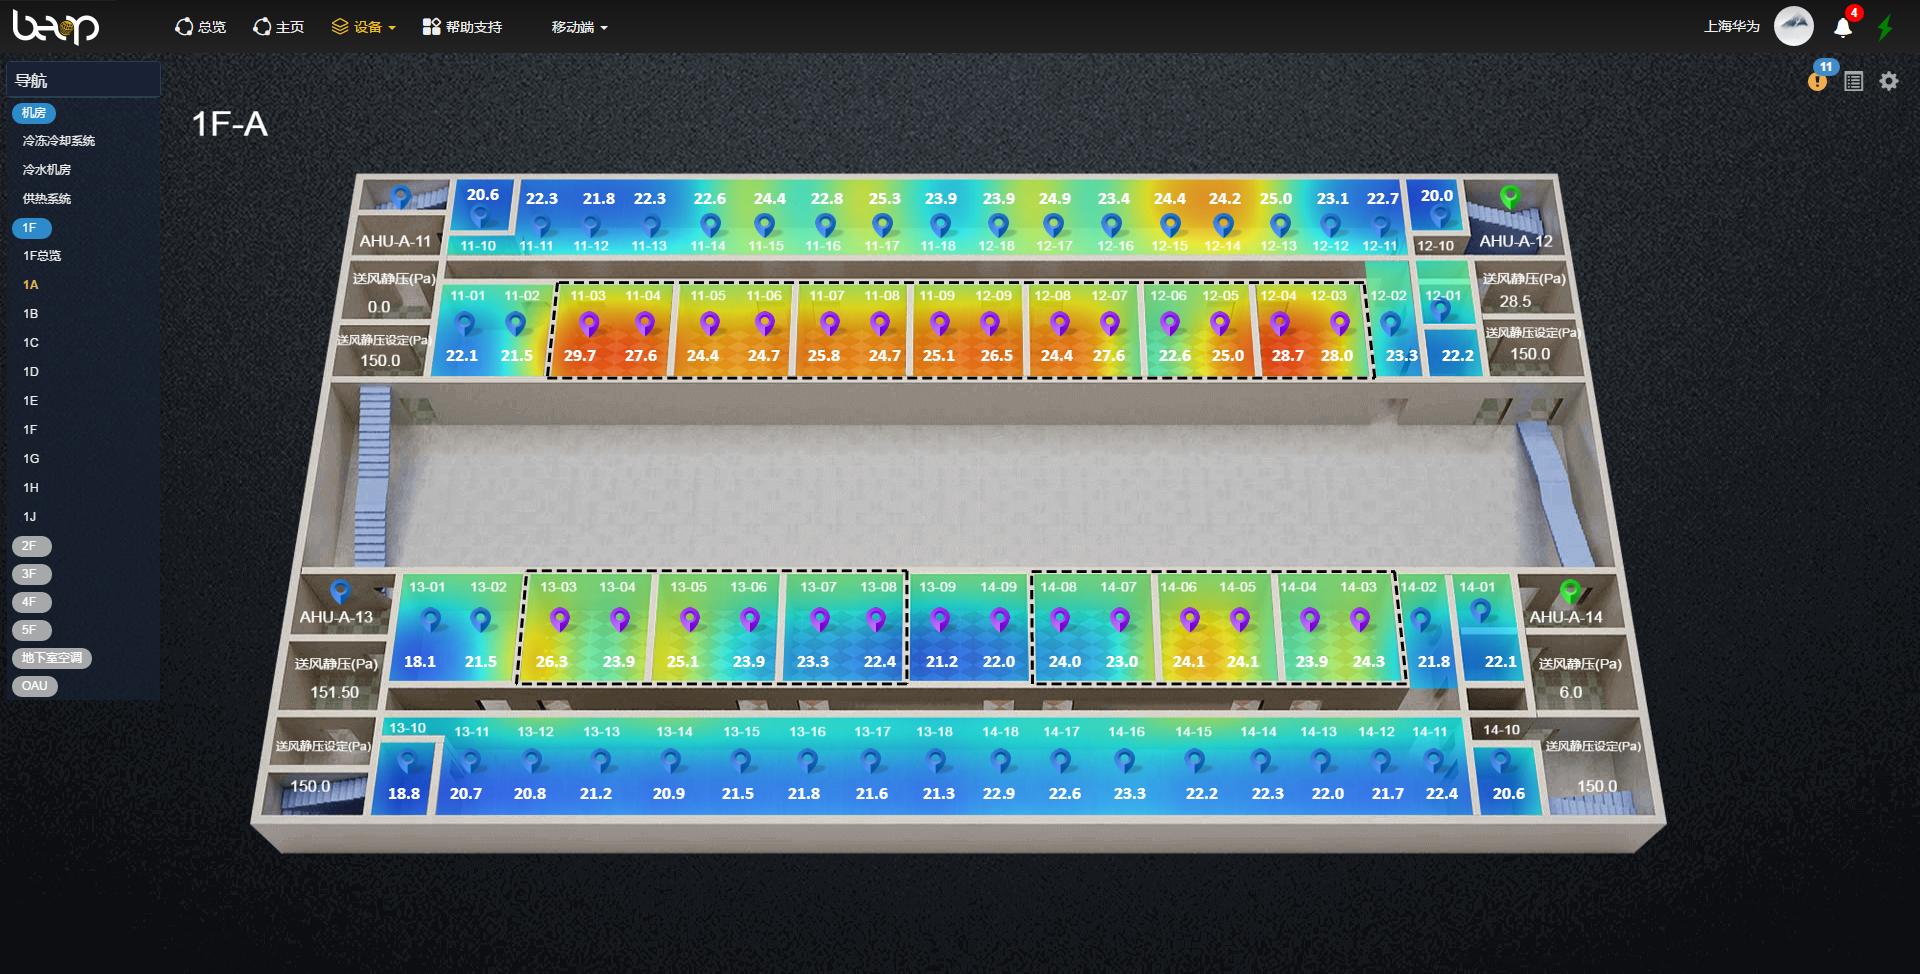 beop
总览 主页 设备 帮助支持 移动端 上海华为 4
导航 11
机房
冷冻冷却系统
冷水机房
供热系统
1F
1F总览
1A
1B
1C
1D
1E
1F
1G
1H
1J
2F
3F
4F
5F
地下室空调
OAU
1F-A
20.6 22.3 21.8 22.3 22.6 24.4 22.8 25.3 23.9 23.9 24.9 23.4 24.4 24.2 25.0 23.1 22.7 20.0
AHU-A-11 11-10 11-11 11-12 11-13 11-14 11-15 11-16 11-17 11-18 12-18 12-17 12-16 12-15 12-14 12-13 12-12 12-11 12-10 AHU-A-12
送风静压(Pa) 送风静压(Pa)
0.0 11-01 11-02 11-03 11-04 11-05 11-06 11-07 11-08 11-09 12-09 12-08 12-07 12-06 12-05 12-04 12-03 12-02 12-01 28.5
送风静压设定(Pa) 送风静压设定(Pa)
150.0 22.1 21.5 29.7 27.6 24.4 24.7 25.8 24.7 25.1 26.5 24.4 27.6 22.6 25.0 28.7 28.0 23.3 22.2 150.0
13-01 13-02 13-03 13-04 13-05 13-06 13-07 13-08 13-09 14-09 14-08 14-07 14-06 14-05 14-04 14-03 14-02 14-01
AHU-A-13 AHU-A-14
送风静压(Pa) 18.1 21.5 26.3 23.9 25.1 23.9 23.3 22.4 21.2 22.0 24.0 23.0 24.1 24.1 23.9 24.3 21.8 22.1 送风静压(Pa)
151.50 6.0
13-10 13-11 13-12 13-13 13-14 13-15 13-16 13-17 13-18 14-18 14-17 14-16 14-15 14-14 14-13 14-12 14-11 14-10
送风静压设定(Pa) 送风静压设定(Pa)
150.0 18.8 20.7 20.8 21.2 20.9 21.5 21.8 21.6 21.3 22.9 22.6 23.3 22.2 22.3 22.0 21.7 22.4 20.6 150.0